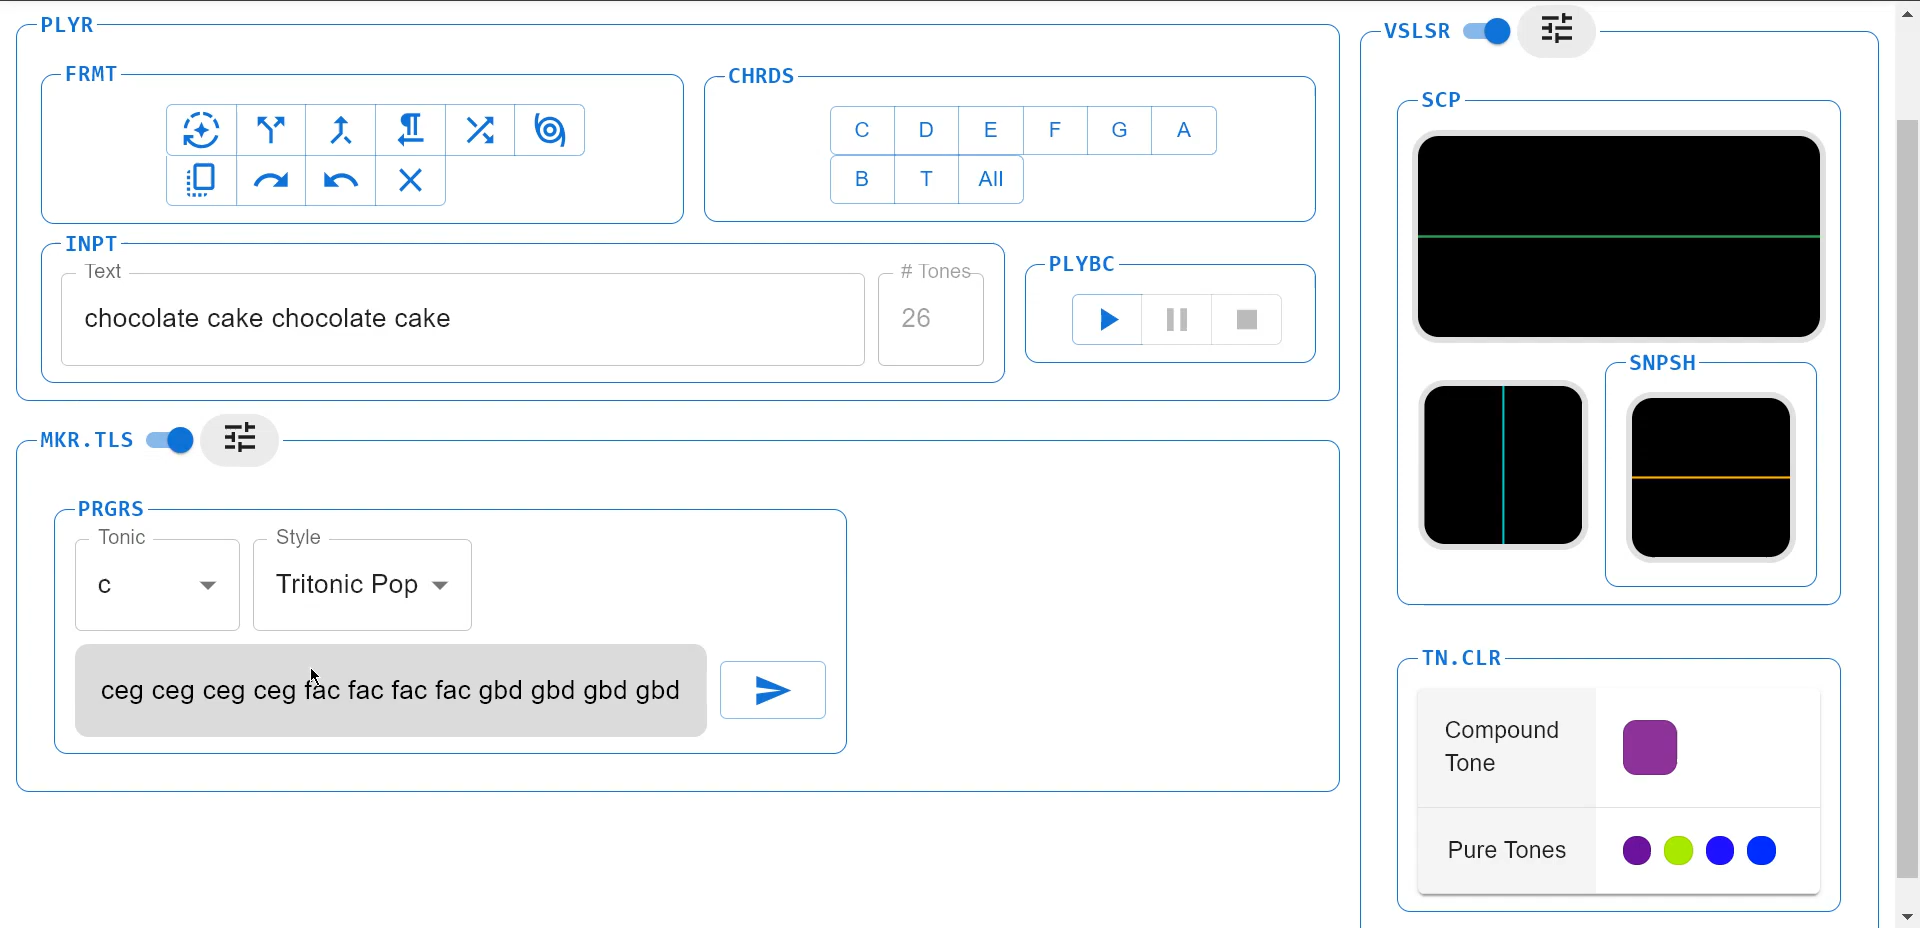 PLYR
FRMT
CHRDS
C D E F G A
B T All
INPT
Text
chocolate cake chocolate cake
# Tones
26
PLYBC
MKR.TLS
PRGRS
Tonic
c
Style
Tritonic Pop
ceg ceg ceg ceg fac fac fac fac gbd gbd gbd gbd
VSLSR
SCP
SNPSH
TN.CLR
Compound
Tone
Pure Tones